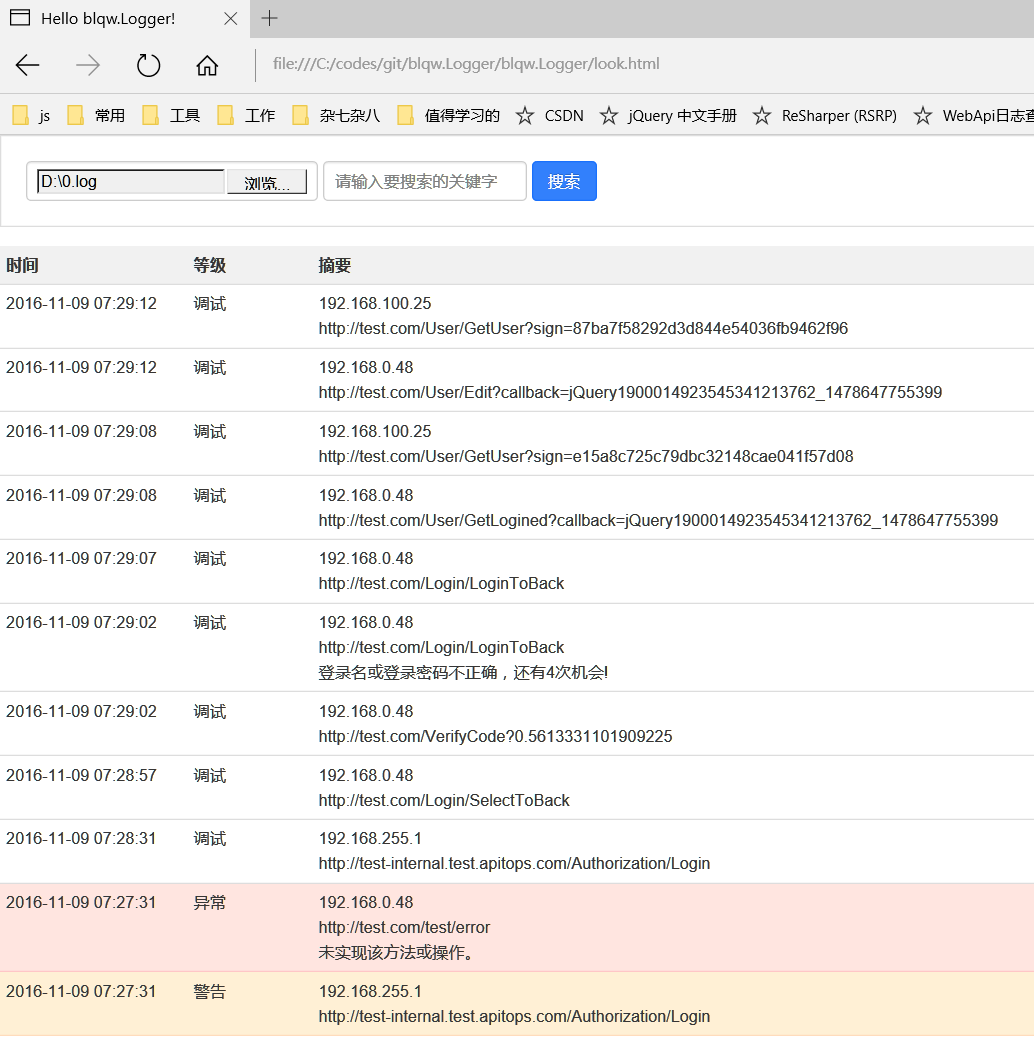 Hello blqw.Logger!
file:///C:/codes/git/blqw.Logger/blqw.Logger/look.html
js 常用 工具 工作 杂七杂八 值得学习的 CSDN jQuery 中文手册 ReSharper (RSRP) WebApi日志查
D:\0.log 浏览... 请输入要搜索的关键字 搜索
时间 等级 摘要
2016-11-09 07:29:12 调试 192.168.100.25
http://test.com/User/GetUser?sign=87ba7f58292d3d844e54036fb9462f96
2016-11-09 07:29:12 调试 192.168.0.48
http://test.com/User/Edit?callback=jQuery1900014923545341213762_1478647755399
2016-11-09 07:29:08 调试 192.168.100.25
http://test.com/User/GetUser?sign=e15a8c725c79dbc32148cae041f57d08
2016-11-09 07:29:08 调试 192.168.0.48
http://test.com/User/GetLogined?callback=jQuery1900014923545341213762_1478647755399
2016-11-09 07:29:07 调试 192.168.0.48
http://test.com/Login/LoginToBack
2016-11-09 07:29:02 调试 192.168.0.48
http://test.com/Login/LoginToBack
登录名或登录密码不正确，还有4次机会!
2016-11-09 07:29:02 调试 192.168.0.48
http://test.com/VerifyCode?0.5613331101909225
2016-11-09 07:28:57 调试 192.168.0.48
http://test.com/Login/SelectToBack
2016-11-09 07:28:31 调试 192.168.255.1
http://test-internal.test.apitops.com/Authorization/Login
2016-11-09 07:27:31 异常 192.168.0.48
http://test.com/test/error
未实现该方法或操作。
2016-11-09 07:27:31 警告 192.168.255.1
http://test-internal.test.apitops.com/Authorization/Login